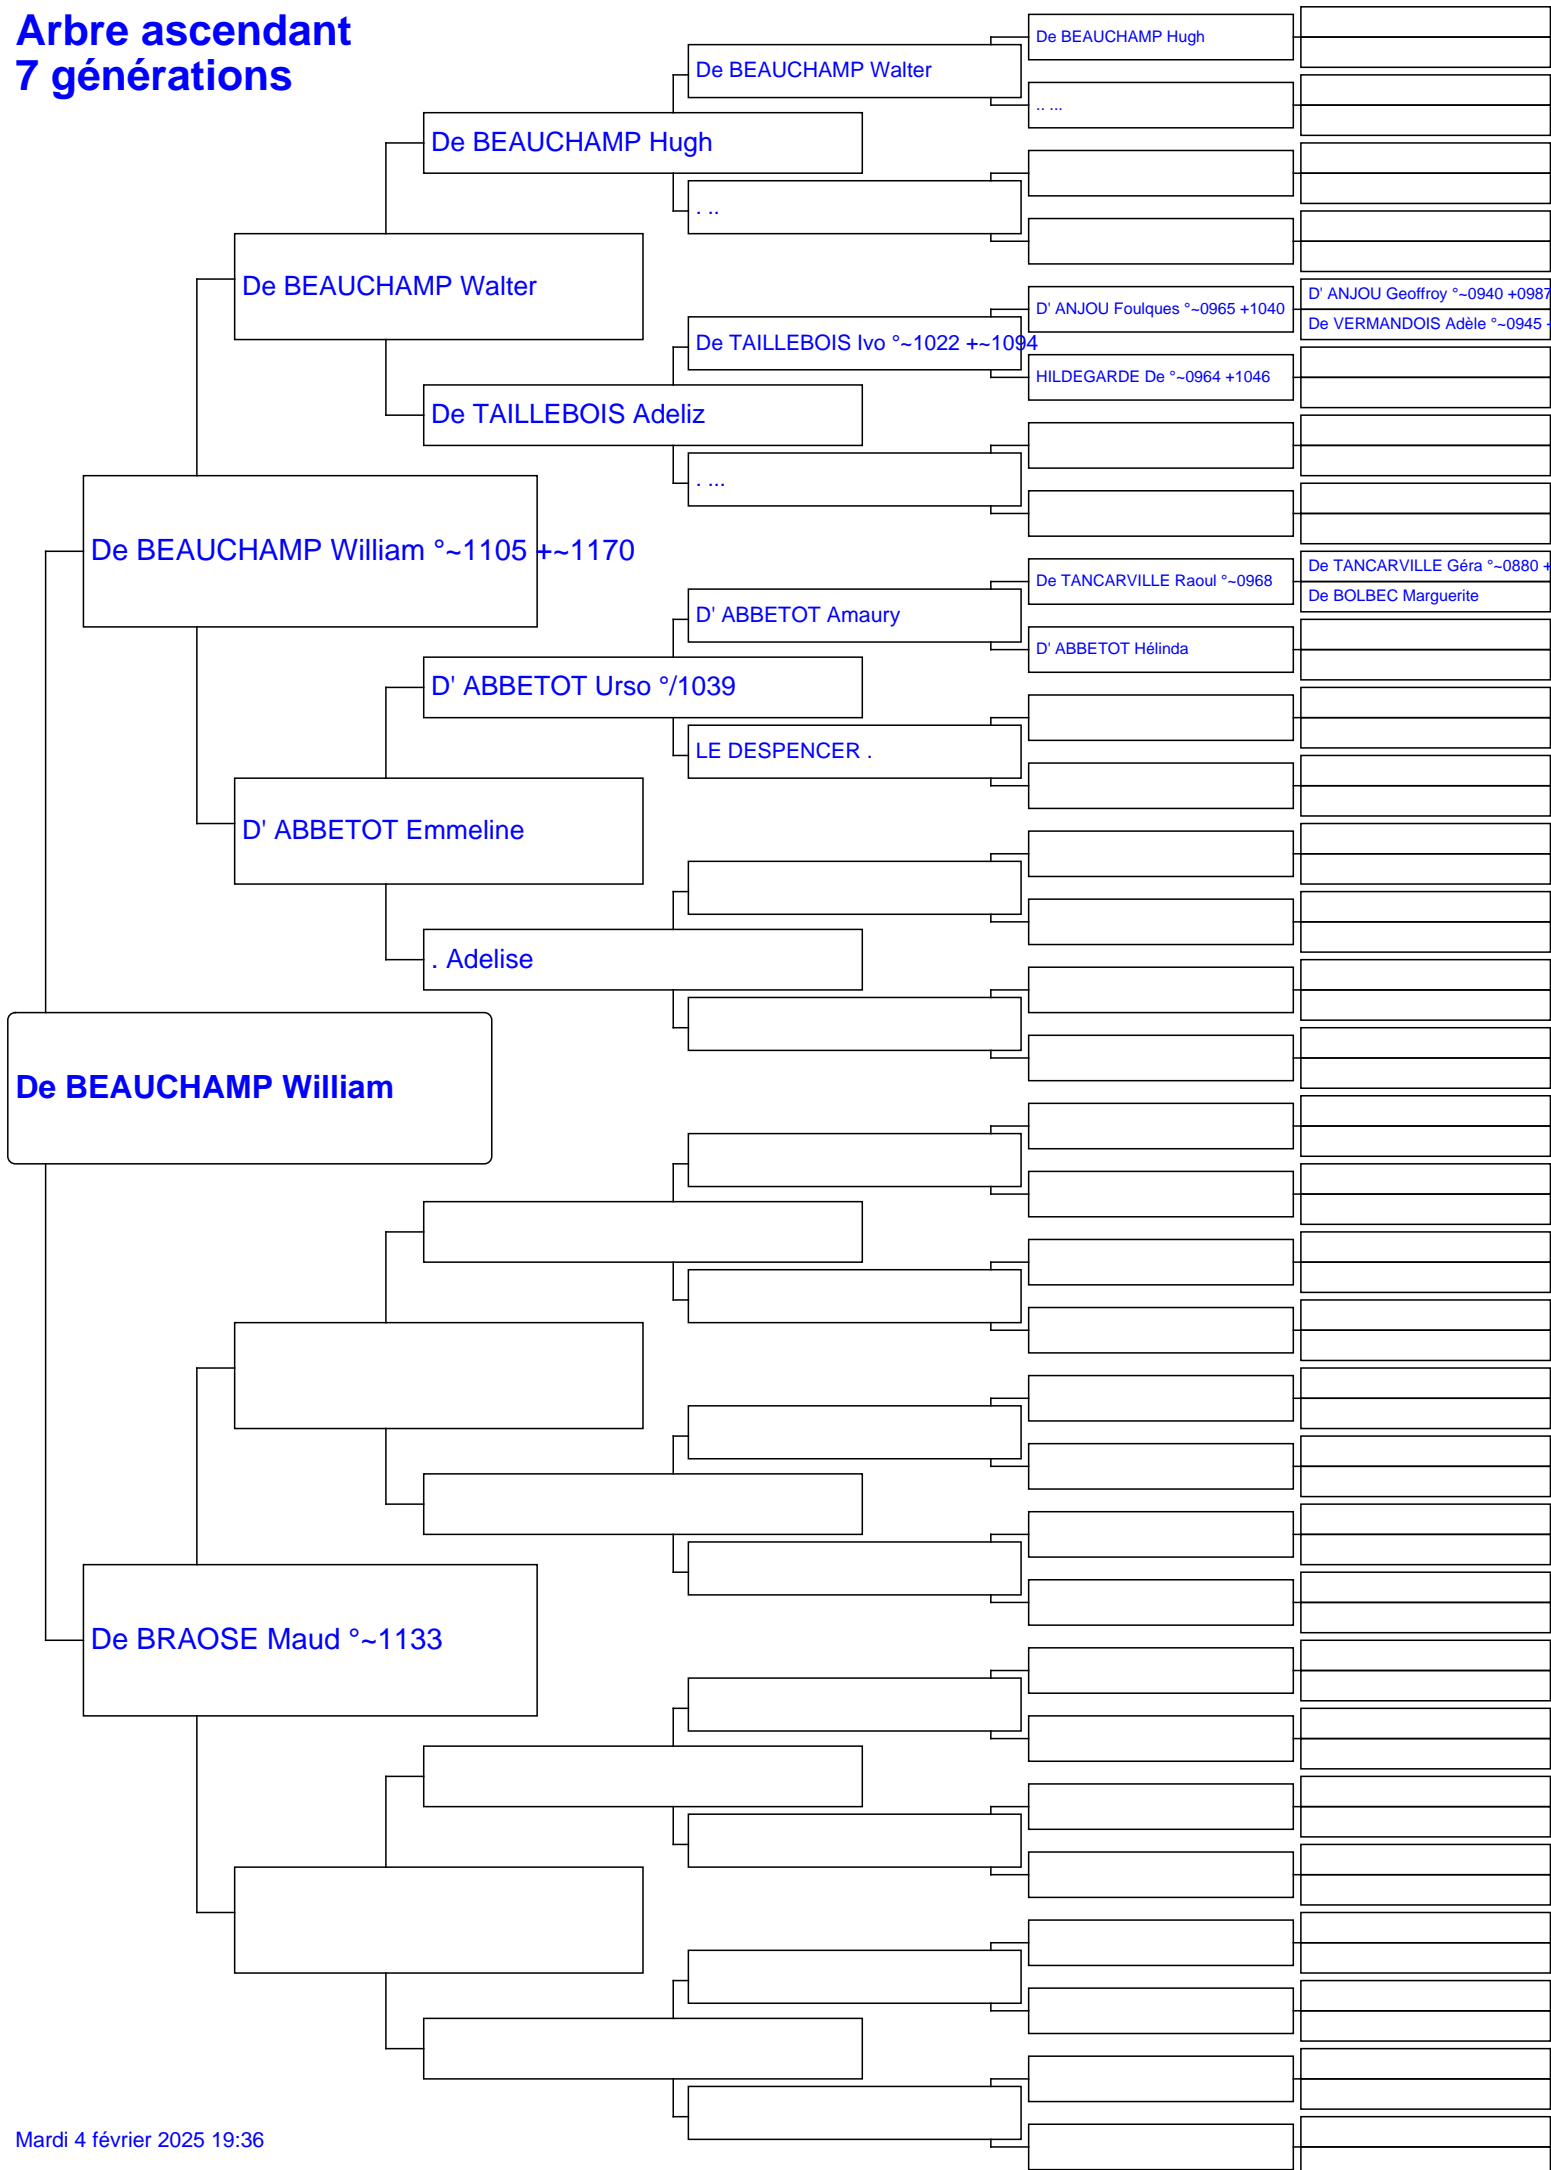 Arbre ascendant
7 générations
De BEAUCHAMP Hugh
De BEAUCHAMP Walter
.. ...
De BEAUCHAMP Hugh
. ..
De BEAUCHAMP Walter
D' ANJOU Geoffroy °~0940 +0987
D' ANJOU Foulques °~0965 +1040
De VERMANDOIS Adèle °~0945 -
De TAILLEBOIS Ivo °~1022 +~1094
HILDEGARDE De °~0964 +1046
De TAILLEBOIS Adeliz
. ...
De BEAUCHAMP William °~1105 +~1170
De TANCARVILLE Géra °~0880 +
De TANCARVILLE Raoul °~0968
De BOLBEC Marguerite
D' ABBETOT Amaury
D' ABBETOT Hélinda
D' ABBETOT Urso °/1039
LE DESPENCER .
D' ABBETOT Emmeline
. Adelise
De BEAUCHAMP William
De BRAOSE Maud °~1133
Mardi 4 février 2025 19:36